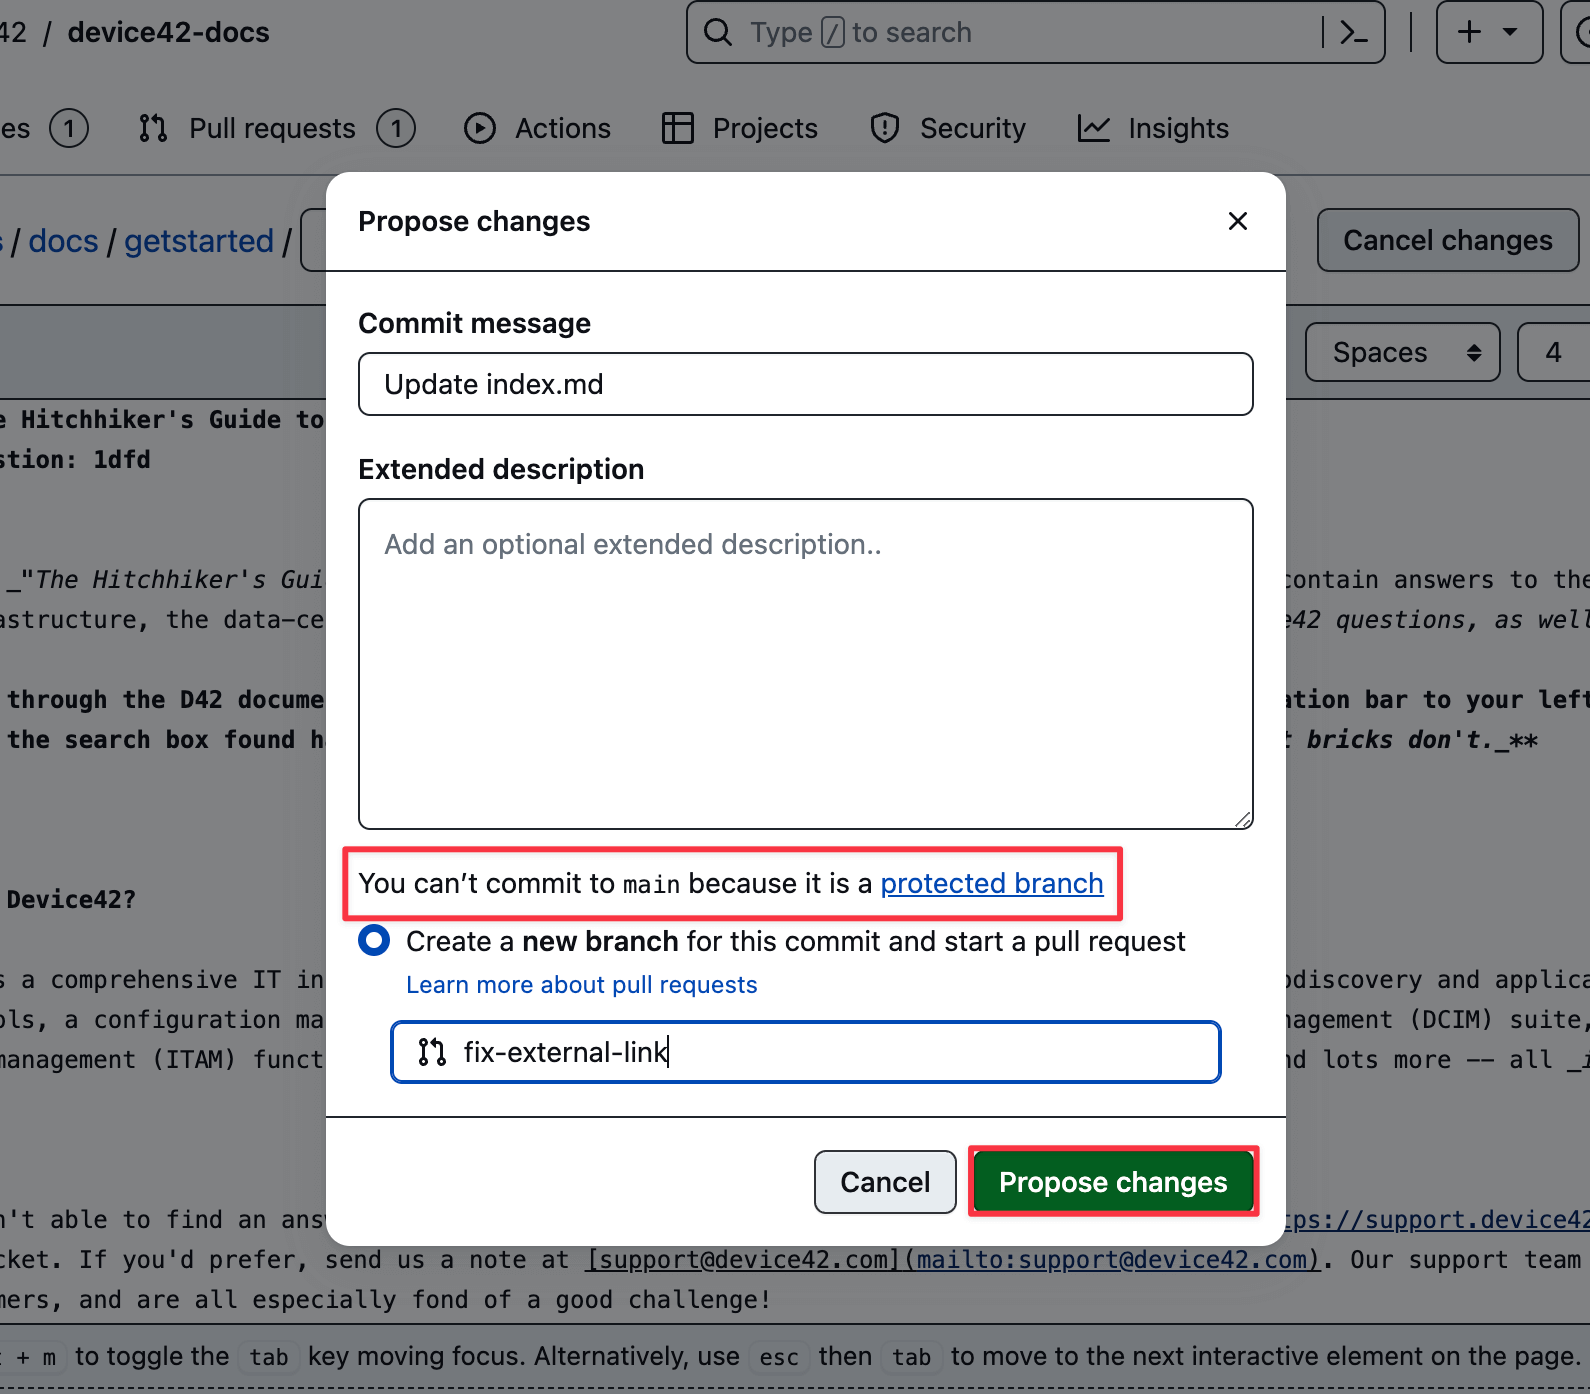 42 / device42-docs
Type / to search
es 1 Pull requests 1 Actions Projects Security Insights
s / docs / getstarted /
Cancel changes
Propose changes
Commit message
Spaces 4
Update index.md
e Hitchhiker's Guide to
stion: 1dfd
Extended description
Add an optional extended description..
_"The Hitchhiker's Gui contain answers to the
astructure, the data-ce e42 questions, as well
through the D42 docume ation bar to your left
the search box found ha t bricks don't._**
You can't commit to main because it is a protected branch
Device42?
Create a new branch for this commit and start a pull request
s a comprehensive IT in odiscovery and applica
Learn more about pull requests
ols, a configuration ma nagement (DCIM) suite,
fix-external-link
management (ITAM) funct nd lots more -- all _i
Cancel Propose changes
n't able to find an ans tps://support.device42
cket. If you'd prefer, send us a note at [support@device42.com](mailto:support@device42.com). Our support team
mers, and are all especially fond of a good challenge!
+ m to toggle the tab key moving focus. Alternatively, use esc then tab to move to the next interactive element on the page.